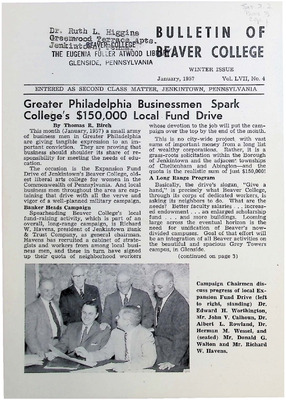 Dr. Ruth L. Higgins
Greenwood Terrace Apts.
Jenkintown
BEAVER COLLEGE
THE EUGENIA FULLER ATWOOD LIBRARY
GLENSIDE, PENNSYLVANIA
BULLETIN OF
BEAVER COLLEGE
WINTER ISSUE
January, 1957 Vol. LVII, No. 4
ENTERED AS SECOND CLASS MATTER, JENKINTOWN, PENNSYLVANIA
Greater Philadelphia Businessmen Spark
College's $150,000 Local Fund Drive
By Thomas R. Birch
This month (January, 1957) a small army
of business men in Greater Philadelphia
are giving tangible expression to an im-
portant conviction. They are proving that
business should shoulder its share of re-
sponsibility for meeting the needs of edu-
cation.
The occasion is the Expansion Fund
Drive of Jenkintown's Beaver College, old-
est liberal arts college for women in the
Commonwealth of Pennsylvania. And local
business men throughout the area are cap-
taining that drive with all the verve and
vigor of a well-planned military campaign.
Banker Heads Campaign
Spearheading Beaver College's local
fund-raising activity, which is part of an
overall, long-range campaign, is Richard
W. Havens, president of Jenkintown Bank
& Trust Company, as general chairman.
Havens has recruited a cabinet of strate-
gists and workers from among local busi-
ness men, and these in turn have signed
up their quota of neighborhood workers
whose devotion to the job will put the cam-
paign over the top by the end of the month.
This is no city-wide project with vast
sums of important money from a long list
of wealthy corporations. Rather, it is a
grass-roots solicitation within the Borough
of Jenkintown and the adjacent townships
of Cheltenham and Abington—and the
quota is the realistic sum of just $150,000!
A Long Range Program
Basically, the drive's slogan, "Give a
hand," is precisely what Beaver College,
through its corps of dedicated workers, is
asking its neighbors to do. What are the
needs? Better faculty salaries . . . increas-
ed endowment . . . an enlarged scholarship
fund . . . and more buildings. Looming
large above the eventual horizon is the
need for unification of Beaver's now-
divided campuses. Goal of that effort will
be an integration of all Beaver activities on
the beautiful and spacious Grey Towers
campus, in Glenside.
(continued on page 3)
Campaign Chairmen dis-
cuss progress of local Ex-
pansion Fund Drive (left
to right, standing) Dr.
Edward H. Worthington,
Mr. John V. Calhoun, Dr.
Albert L. Rowland, Dr.
Herman M. Wessel, and
(seated) Mr. Donald G.
Walton and Mr. Richard
W. Havens.